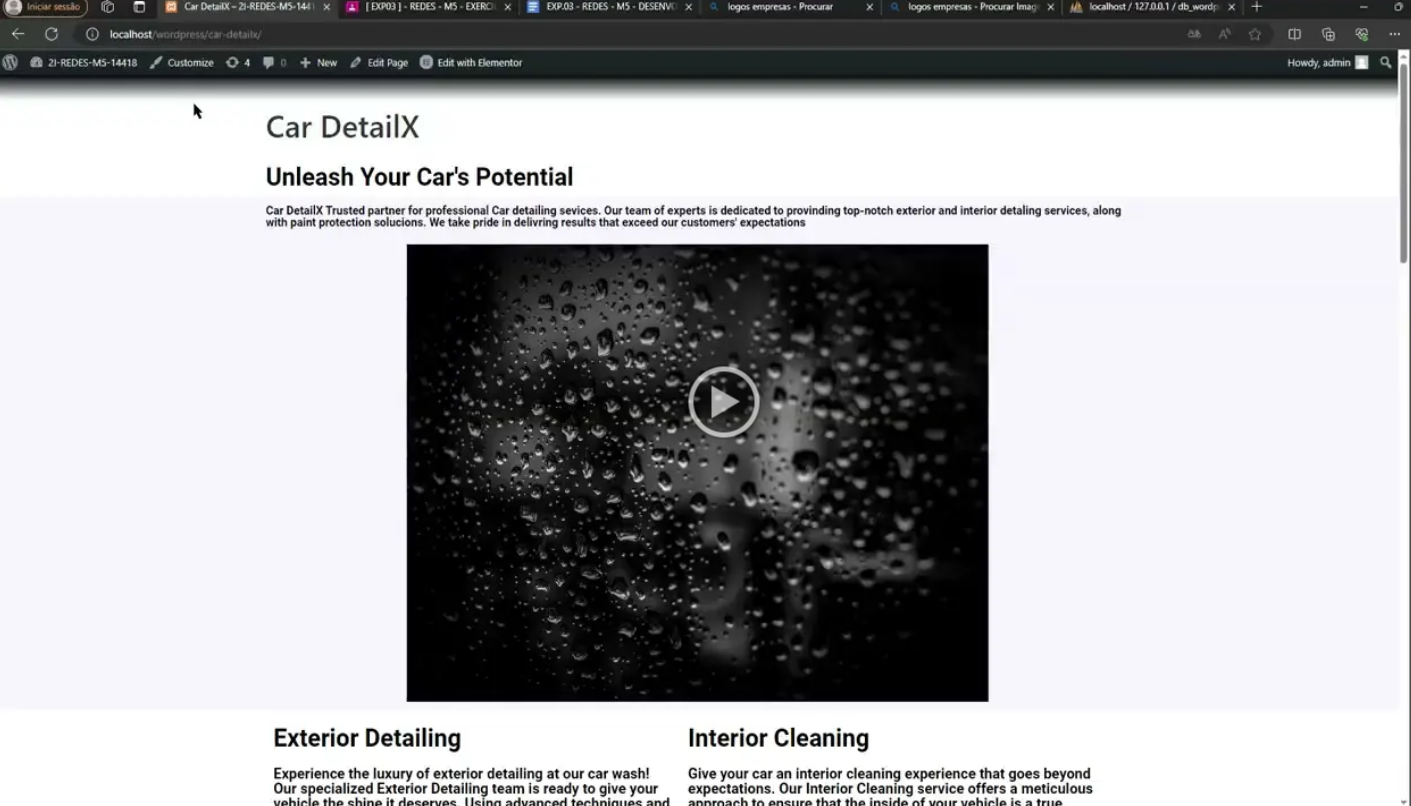 Iniciar sessão
Car DetailX – 2I-REDES-M5-1441
[ EXP03 ] - REDES - M5 - EXERCI
EXP.03 - REDES - M5 - DESENVO
logos empresas - Procurar
logos empresas - Procurar Imag
localhost / 127.0.0.1 / db_wordp
localhost/wordpress/car-detailx/
2I-REDES-M5-14418 Customize 4 0 New Edit Page Edit with Elementor Howdy, admin
Car DetailX
Unleash Your Car's Potential
Car DetailX Trusted partner for professional Car detailing sevices. Our team of experts is dedicated to provinding top-notch exterior and interior detaling services, along
with paint protection solucions. We take pride in delivring results that exceed our customers' expectations
Exterior Detailing
Experience the luxury of exterior detailing at our car wash!
Our specialized Exterior Detailing team is ready to give your
vehicle the shine it deserves. Using advanced techniques and
Interior Cleaning
Give your car an interior cleaning experience that goes beyond
expectations. Our Interior Cleaning service offers a meticulous
approach to ensure that the inside of your vehicle is a true